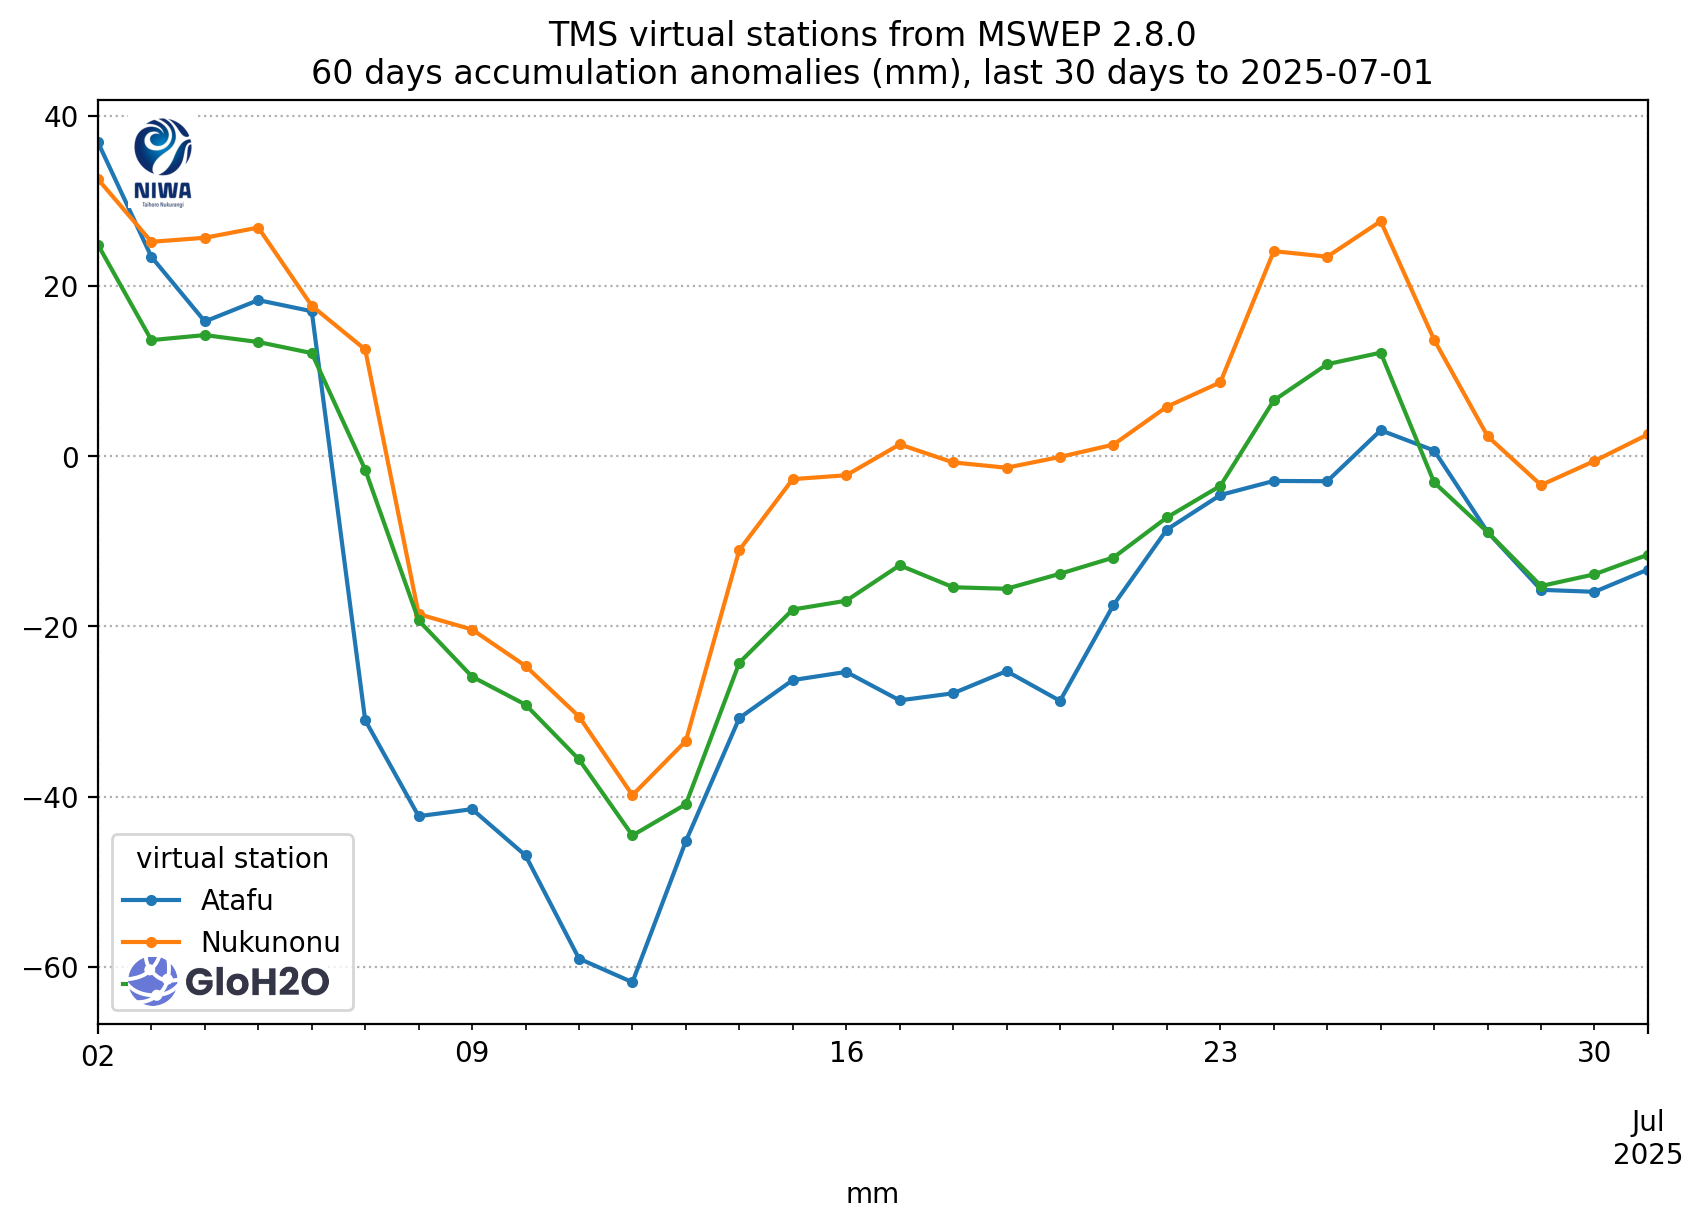 TMS virtual stations from MSWEP 2.8.0
60 days accumulation anomalies (mm), last 30 days to 2025-07-01
40
20
0
−20
−40
−60
NIWA
Taihoro Nukurangi
virtual station
Atafu
Nukunonu
GloH2O
02
09
16
23
30
Jul
2025
mm